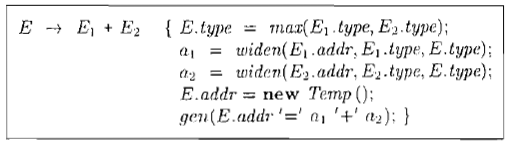 E → E₁ + E₂ { E.type = max(E₁.type, E₂.type);
a₁ = widen(E₁.addr, E₁.type, E.type);
a₂ = widen(E₂.addr, E₂.type, E.type);
E.addr = new Temp();
gen(E.addr '=' a₁ '+' a₂); }